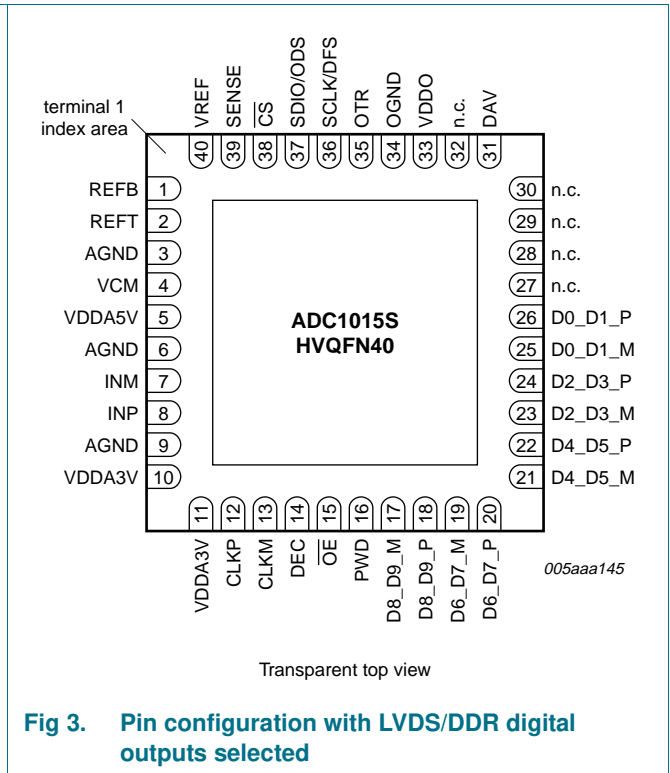 terminal 1
index area
40 VREF
39 SENSE
38 CS
37 SDIO/ODS
36 SCLK/DFS
35 OTR
34 OGND
33 VDDO
32 n.c.
31 DAV
REFB 1
REFT 2
AGND 3
VCM 4
VDDA5V 5
AGND 6
INM 7
INP 8
AGND 9
VDDA3V 10
ADC1015S
HVQFN40
30 n.c.
29 n.c.
28 n.c.
27 n.c.
26 D0_D1_P
25 D0_D1_M
24 D2_D3_P
23 D2_D3_M
22 D4_D5_P
21 D4_D5_M
VDDA3V 11
CLKP 12
CLKM 13
DEC 14
OE 15
PWD 16
D8_D9_M 17
D8_D9_P 18
D6_D7_M 19
D6_D7_P 20
005aaa145
Transparent top view
Fig 3. Pin configuration with LVDS/DDR digital
outputs selected